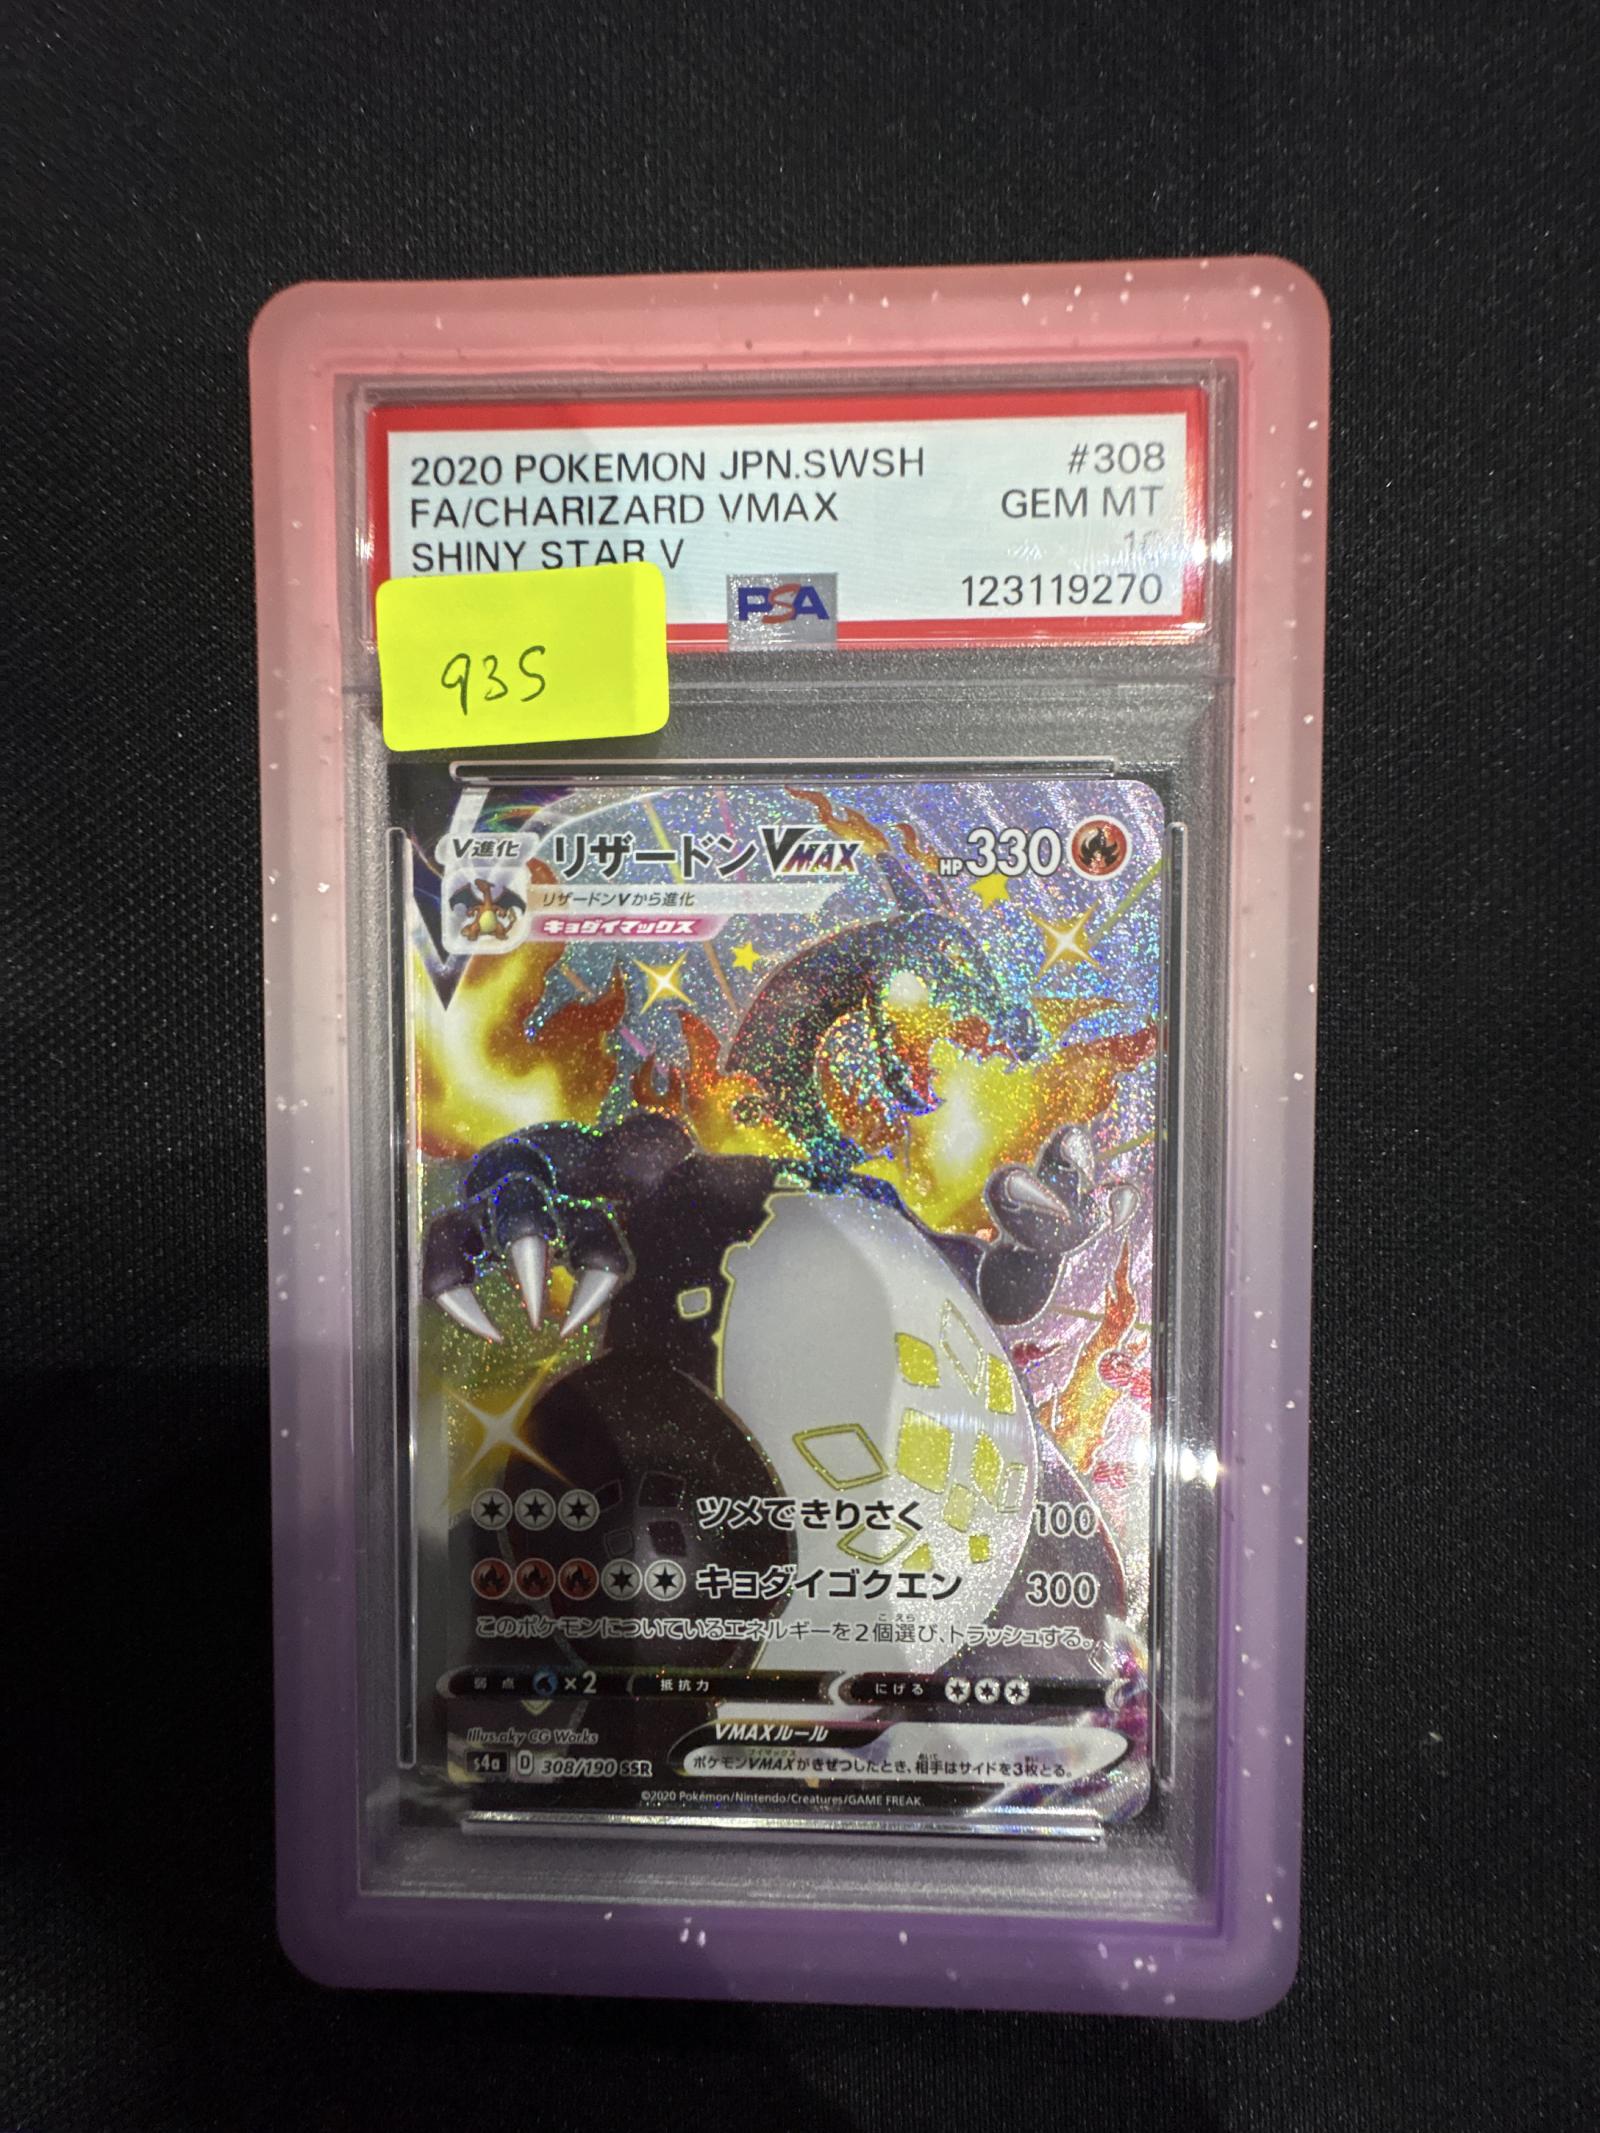 2020 POKEMON JPN.SWSH #308
FA/CHARIZARD VMAX GEM MT
SHINY STAR V 10
PSA 123119270
935
V進化 リザードンVMAX HP330
リザードンVから進化
キョダイマックス
ツメできりさく 100
キョダイゴクエン 300
このポケモンについているエネルギーを2個選び、トラッシュする。
弱点 ×2 抵抗力 にげる
Illus.aky CG Works
VMAXルール
s4a D 308/190 SSR ポケモンVMAXがきぜつしたとき、相手はサイドを3枚とる。
©2020 Pokémon/Nintendo/Creatures/GAME FREAK.